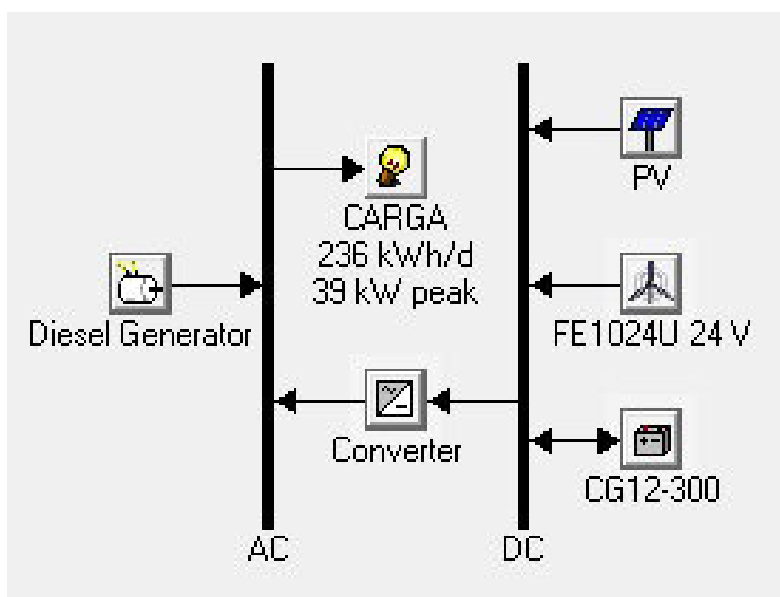 PV
CARGA
236 kWh/d
39 kW peak
Diesel Generator
FE1024U 24 V
Converter
CG12-300
AC
DC